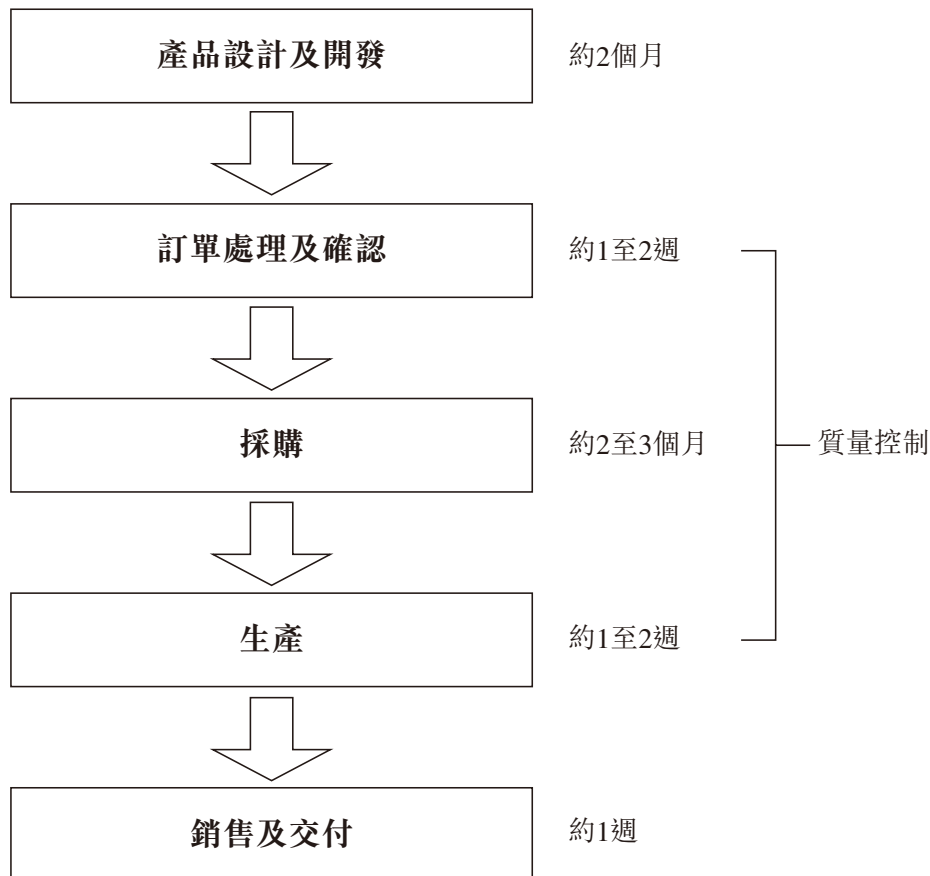 產品設計及開發 約2個月
訂單處理及確認 約1至2週
採購 約2至3個月 質量控制
生產 約1至2週
銷售及交付 約1週